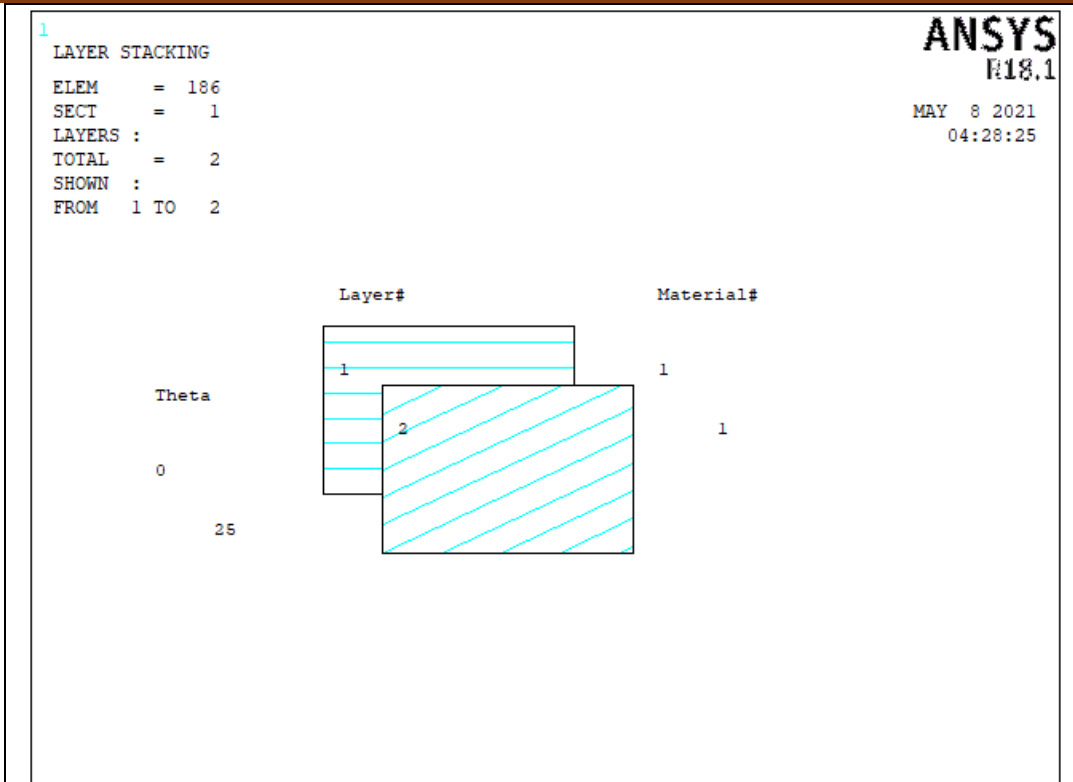 1
ANSYS
R18.1
LAYER STACKING
ELEM = 186
SECT = 1
LAYERS :
TOTAL = 2
SHOWN :
FROM 1 TO 2
MAY 8 2021
04:28:25
Layer# Material#
1 1
Theta
2 1
0
25